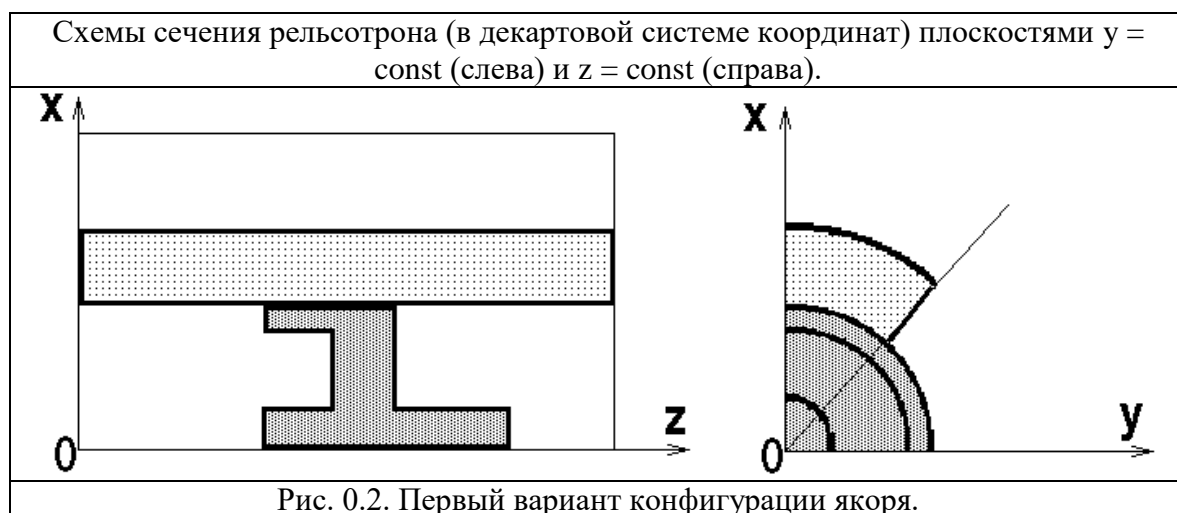 Схемы сечения рельсотрона (в декартовой системе координат) плоскостями y =
const (слева) и z = const (справа).
X
X
0
Z
0
y
Рис. 0.2. Первый вариант конфигурации якоря.